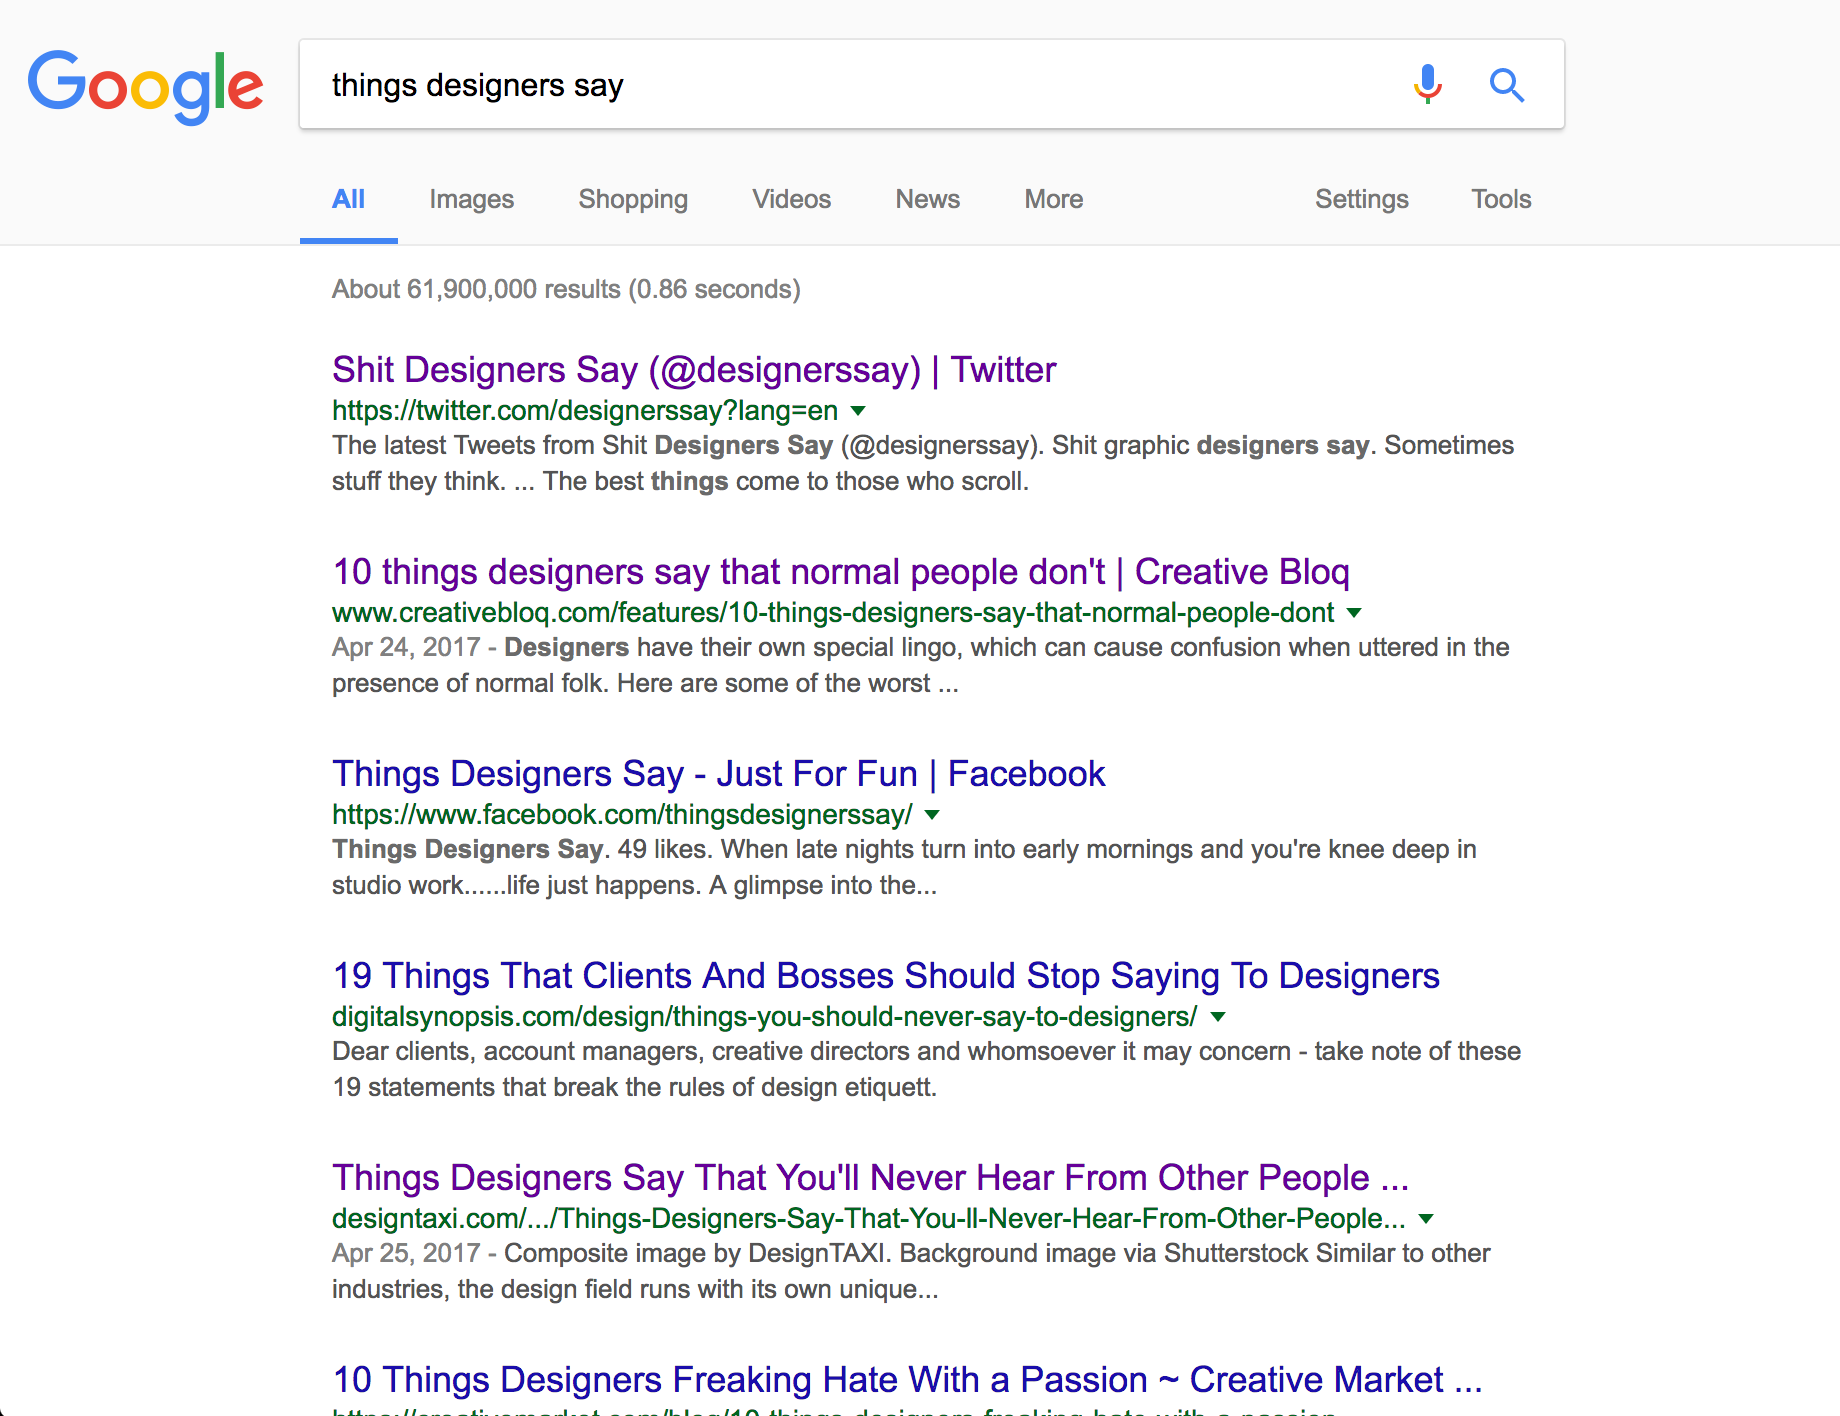 Google
things designers say
All Images Shopping Videos News More Settings Tools
About 61,900,000 results (0.86 seconds)
Shit Designers Say (@designerssay) | Twitter
https://twitter.com/designerssay?lang=en
The latest Tweets from Shit Designers Say (@designerssay). Shit graphic designers say. Sometimes
stuff they think. ... The best things come to those who scroll.
10 things designers say that normal people don't | Creative Bloq
www.creativebloq.com/features/10-things-designers-say-that-normal-people-dont
Apr 24, 2017 - Designers have their own special lingo, which can cause confusion when uttered in the
presence of normal folk. Here are some of the worst ...
Things Designers Say - Just For Fun | Facebook
https://www.facebook.com/thingsdesignerssay/
Things Designers Say. 49 likes. When late nights turn into early mornings and you're knee deep in
studio work......life just happens. A glimpse into the...
19 Things That Clients And Bosses Should Stop Saying To Designers
digitalsynopsis.com/design/things-you-should-never-say-to-designers/
Dear clients, account managers, creative directors and whomsoever it may concern - take note of these
19 statements that break the rules of design etiquett.
Things Designers Say That You'll Never Hear From Other People ...
designtaxi.com/.../Things-Designers-Say-That-You-ll-Never-Hear-From-Other-People...
Apr 25, 2017 - Composite image by DesignTAXI. Background image via Shutterstock Similar to other
industries, the design field runs with its own unique...
10 Things Designers Freaking Hate With a Passion ~ Creative Market ...